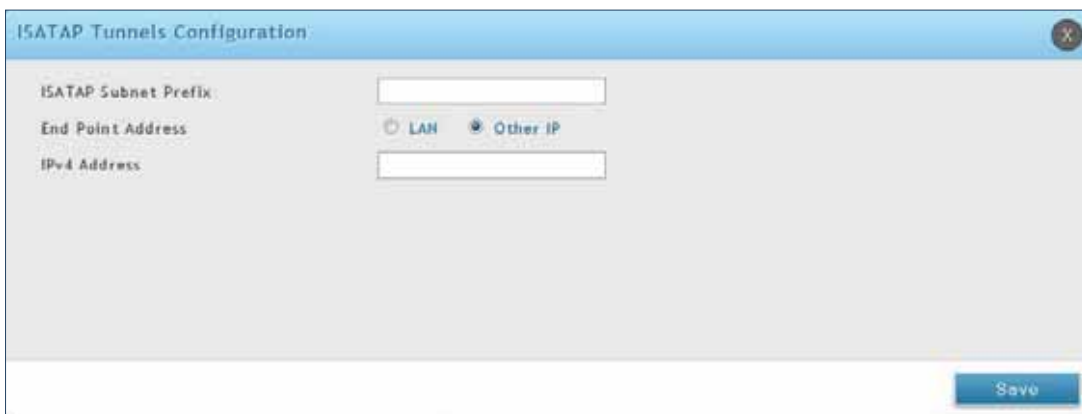 ISATAP Tunnels Configuration
X
ISATAP Subnet Prefix
End Point Address LAN Other IP
IPv4 Address
Save